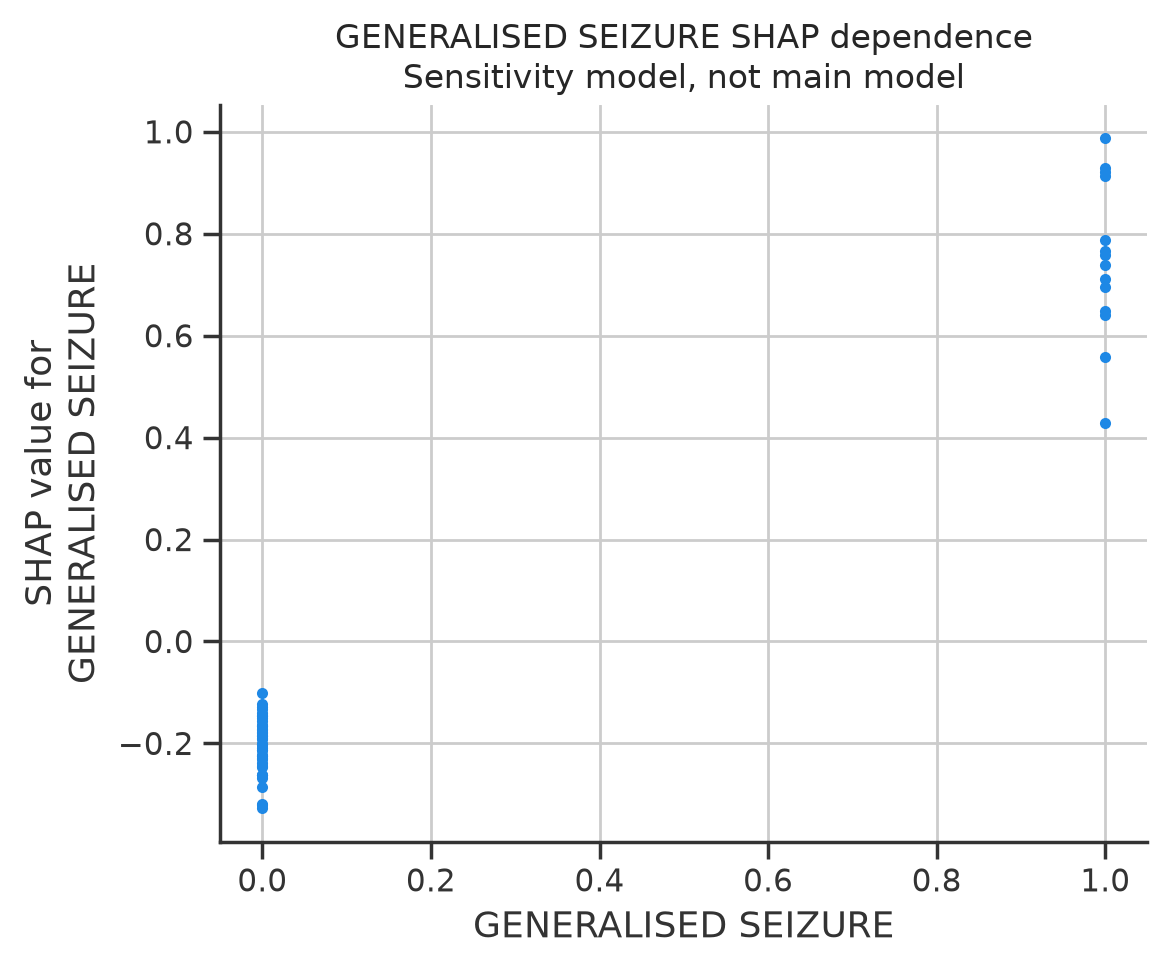 GENERALISED SEIZURE SHAP dependence
Sensitivity model, not main model
SHAP value for
GENERALISED SEIZURE
1.0
0.8
0.6
0.4
0.2
0.0
−0.2
0.0 0.2 0.4 0.6 0.8 1.0
GENERALISED SEIZURE